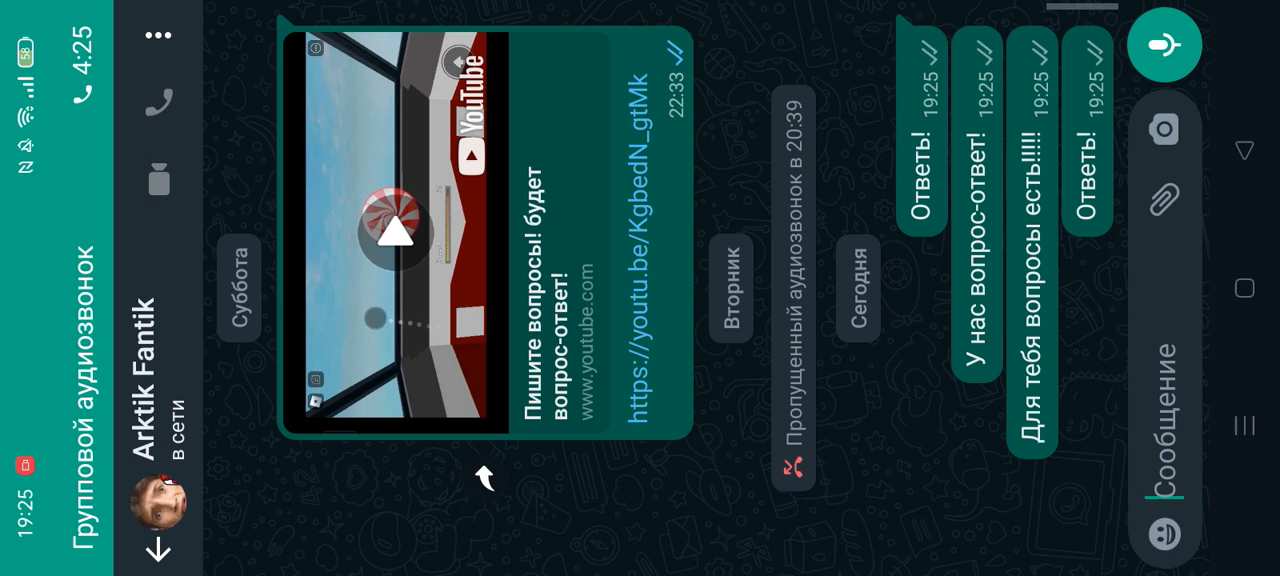 19:25
58
Групповой аудиозвонок
4:25
Arktik Fantik
в сети
Суббота
YouTube
Пишите вопросы! будет
вопрос-ответ!
www.youtube.com
https://youtu.be/KgbedN_gtMk
22:33
Вторник
Пропущенный аудиозвонок в 20:39
Сегодня
Ответь! 19:25
У нас вопрос-ответ! 19:25
Для тебя вопросы есть!!!!! 19:25
Ответь! 19:25
Сообщение